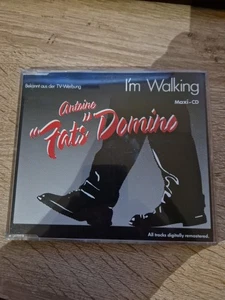 Bekannt aus der TV-Werbung
I'm Walking
Maxi-CD
Antoine
"Fats" Domino
All tracks digitally remastered.